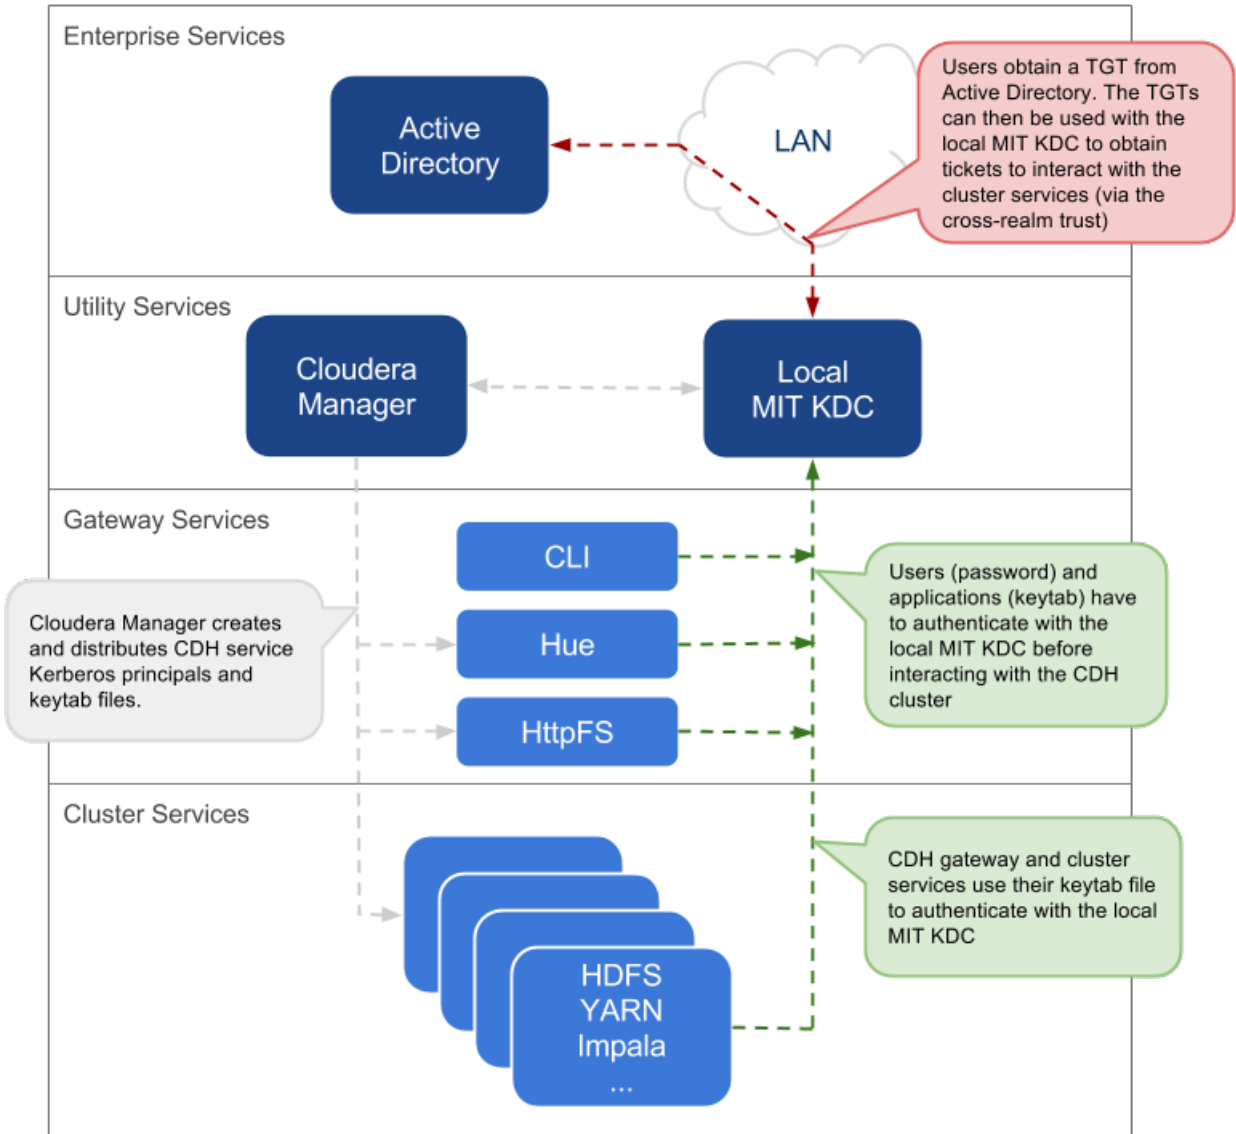 Enterprise Services
Active
Directory
LAN
Users obtain a TGT from
Active Directory. The TGTs
can then be used with the
local MIT KDC to obtain
tickets to interact with the
cluster services (via the
cross-realm trust)
Utility Services
Cloudera
Manager
Local
MIT KDC
Gateway Services
CLI
Hue
HttpFS
Cloudera Manager creates
and distributes CDH service
Kerberos principals and
keytab files.
Users (password) and
applications (keytab) have
to authenticate with the
local MIT KDC before
interacting with the CDH
cluster
Cluster Services
HDFS
YARN
Impala
...
CDH gateway and cluster
services use their keytab file
to authenticate with the local
MIT KDC